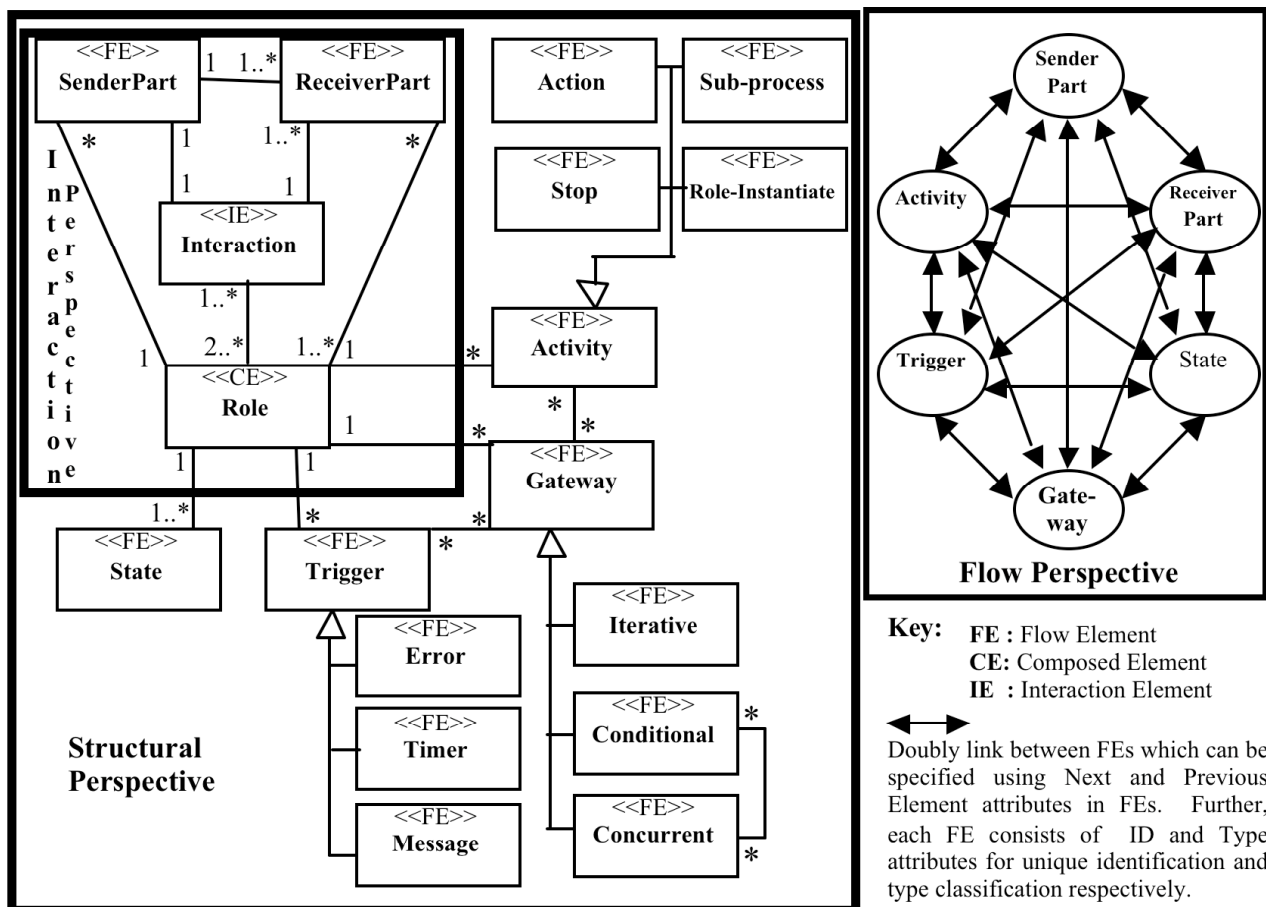 <<FE>>
SenderPart
1
1..*
<<FE>>
ReceiverPart
<<FE>>
Action
<<FE>>
Sub-process
<<FE>>
Stop
<<FE>>
Role-Instantiate
*
1
1..*
*
Interaction
Perspective
1
1
<<IE>>
Interaction
1..*
2..*
1
1..*
<<CE>>
Role
1
*
<<FE>>
Activity
*
*
1
*
<<FE>>
Gateway
1
1
1..*
*
*
*
<<FE>>
State
<<FE>>
Trigger
<<FE>>
Error
<<FE>>
Timer
<<FE>>
Message
<<FE>>
Iterative
<<FE>>
Conditional
*
<<FE>>
Concurrent
*
Structural
Perspective
Sender
Part
Activity
Receiver
Part
Trigger
State
Gate-
way
Flow Perspective
Key:
FE : Flow Element
CE: Composed Element
IE : Interaction Element
Doubly link between FEs which can be
specified using Next and Previous
Element attributes in FEs. Further,
each FE consists of ID and Type
attributes for unique identification and
type classification respectively.